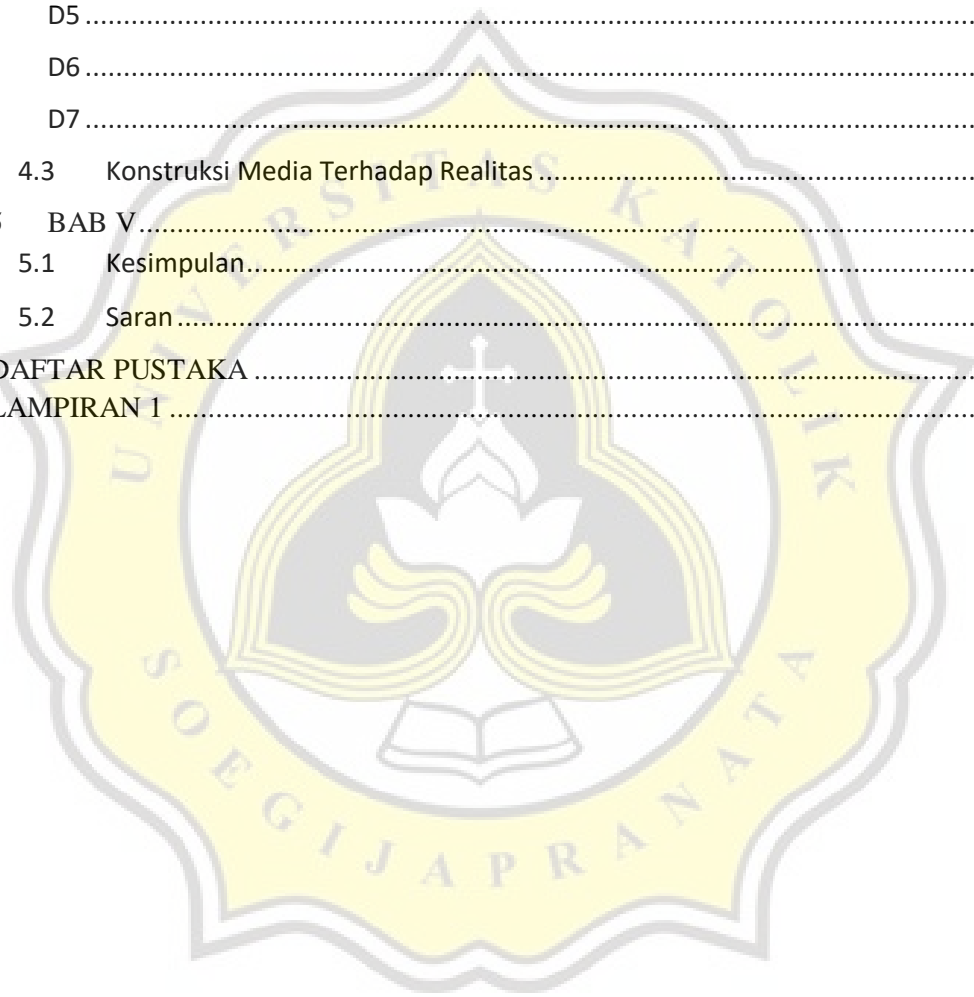 D5 ........................................................................................................
D6 ........................................................................................................
D7 ........................................................................................................
4.3 Konstruksi Media Terhadap Realitas ........................................................
BAB V........................................................................................................
5.1 Kesimpulan............................................................................................
5.2 Saran ....................................................................................................
DAFTAR PUSTAKA ....................................................................................
LAMPIRAN 1 ............................................................................................
UNIVERSITAS KATOLIK
SOEGIJAPRANATA